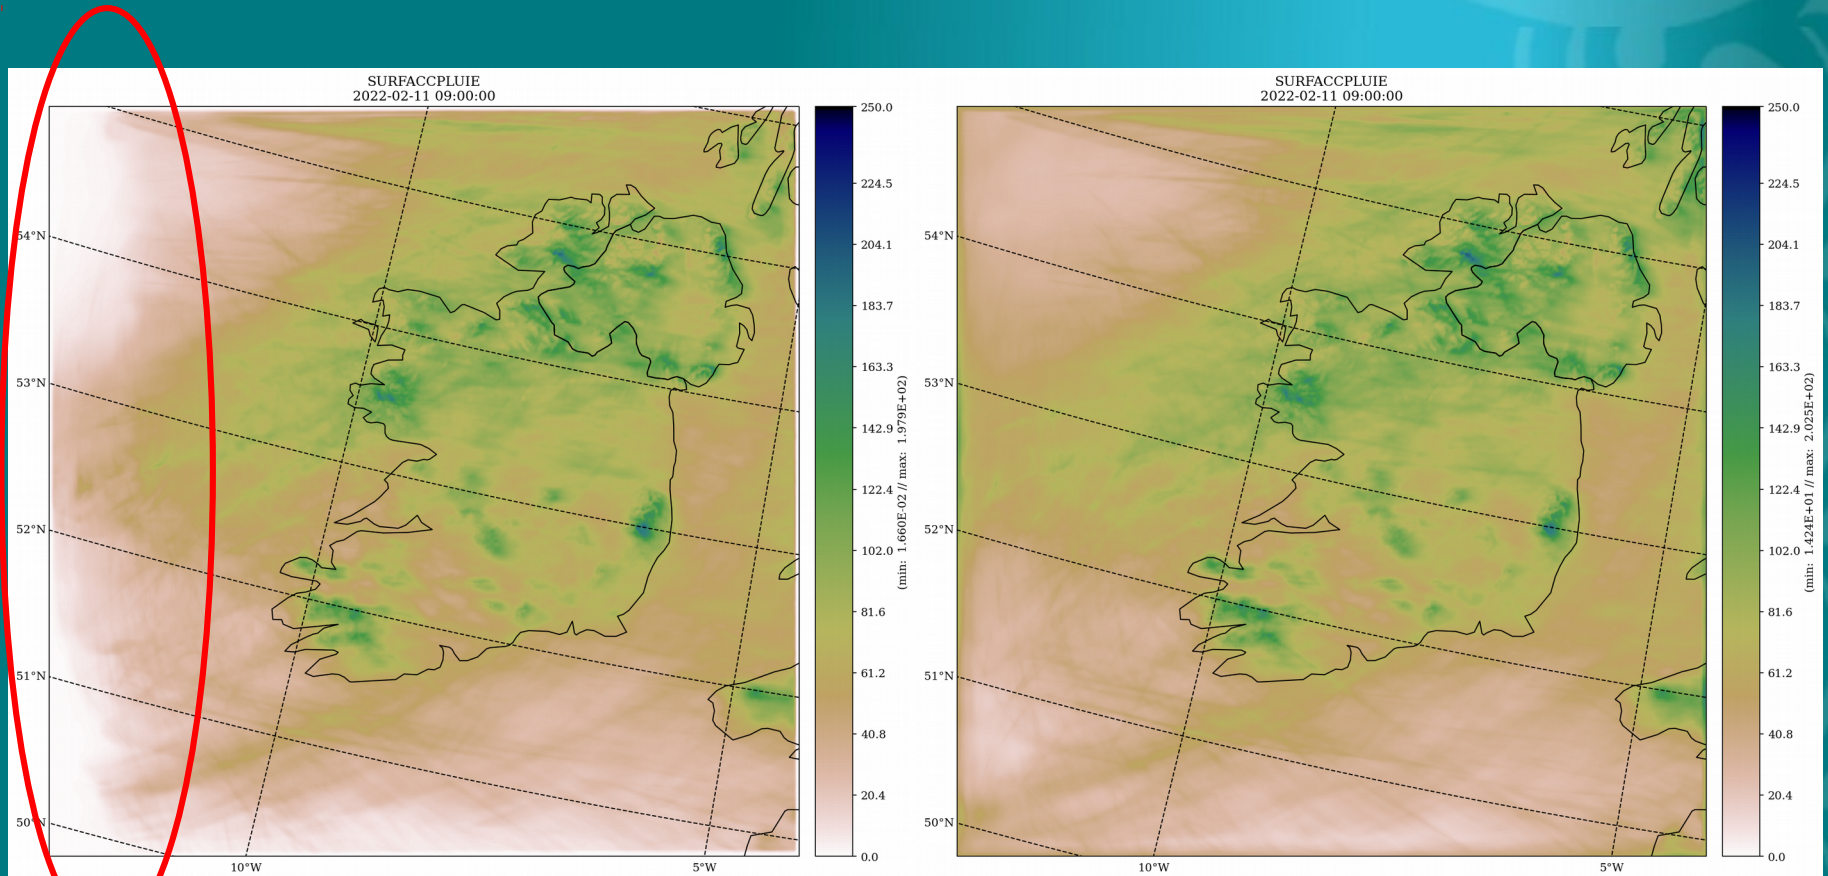 SURFACCPLUIE
2022-02-11 09:00:00
54°N
53°N
52°N
51°N
50°N
10°W
5°W
250.0
224.5
204.1
183.7
163.3
142.9
122.4
102.0
81.6
61.2
40.8
20.4
0.0
(min: 1.660E-02 // max: 1.979E+02)
SURFACCPLUIE
2022-02-11 09:00:00
54°N
53°N
52°N
51°N
50°N
10°W
5°W
250.0
224.5
204.1
183.7
163.3
142.9
122.4
102.0
81.6
61.2
40.8
20.4
0.0
(min: 1.424E+01 // max: 2.025E+02)